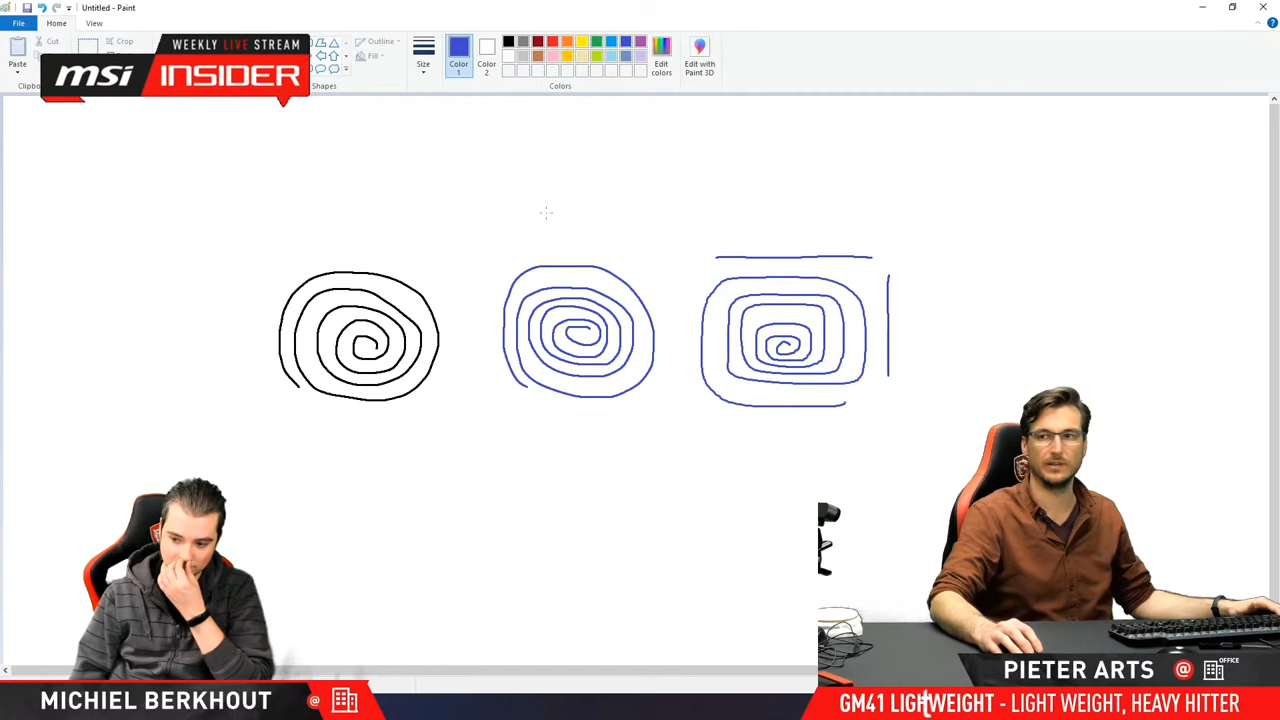 Untitled - Paint
File
Home
View
Cut
Crop
Outline
Fill
Paste
Size
Color 1
Color 2
Edit colors
Edit with Paint 3D
Shapes
Colors
WEEKLY LIVE STREAM
msi INSIDER
MICHIEL BERKHOUT @
PIETER ARTS @ OFFICE
GM41 LIGHTWEIGHT - LIGHT WEIGHT, HEAVY HITTER